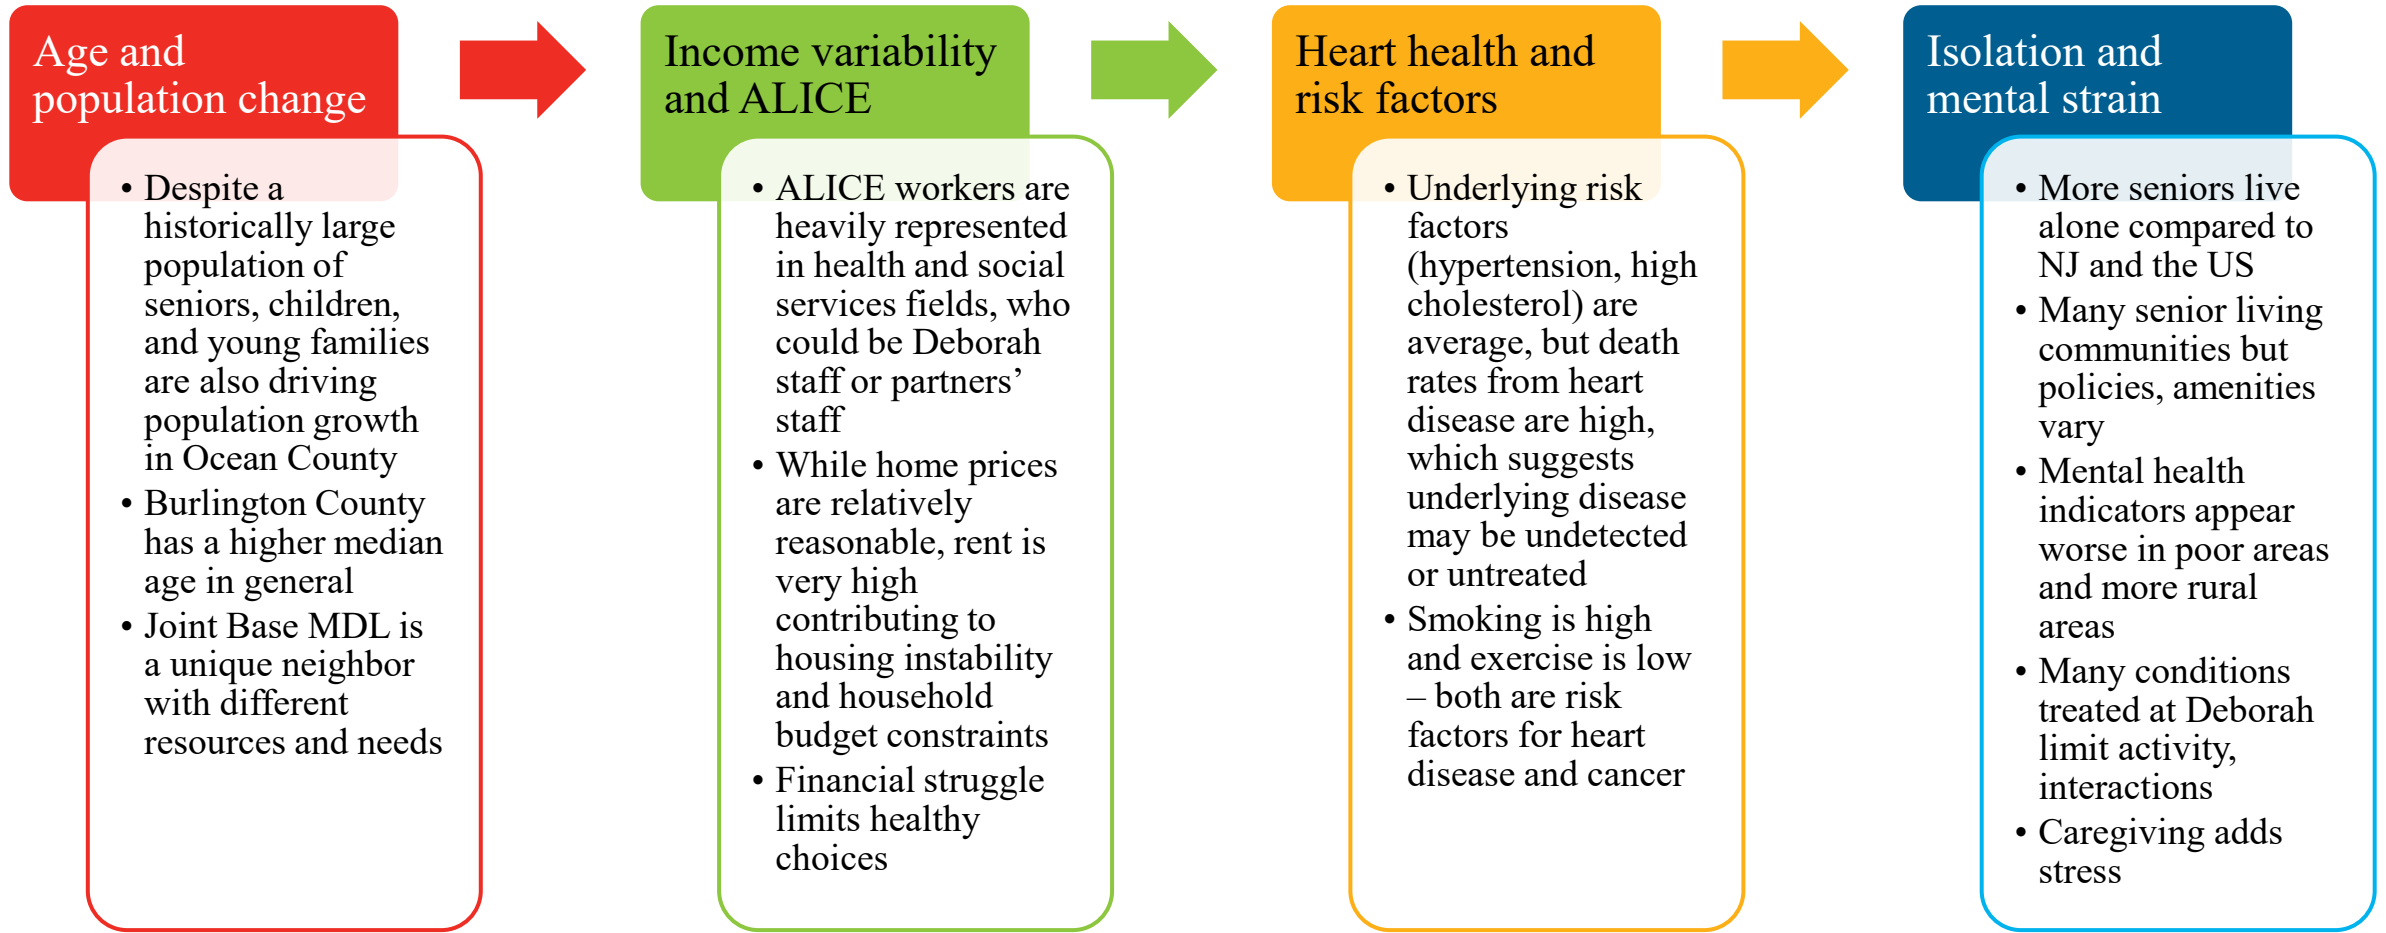 Age and
population change
• Despite a
historically large
population of
seniors, children,
and young families
are also driving
population growth
in Ocean County
• Burlington County
has a higher median
age in general
• Joint Base MDL is
a unique neighbor
with different
resources and needs
Income variability
and ALICE
• ALICE workers are
heavily represented
in health and social
services fields, who
could be Deborah
staff or partners’
staff
• While home prices
are relatively
reasonable, rent is
very high
contributing to
housing instability
and household
budget constraints
• Financial struggle
limits healthy
choices
Heart health and
risk factors
• Underlying risk
factors
(hypertension, high
cholesterol) are
average, but death
rates from heart
disease are high,
which suggests
underlying disease
may be undetected
or untreated
• Smoking is high
and exercise is low
– both are risk
factors for heart
disease and cancer
Isolation and
mental strain
• More seniors live
alone compared to
NJ and the US
• Many senior living
communities but
policies, amenities
vary
• Mental health
indicators appear
worse in poor areas
and more rural
areas
• Many conditions
treated at Deborah
limit activity,
interactions
• Caregiving adds
stress